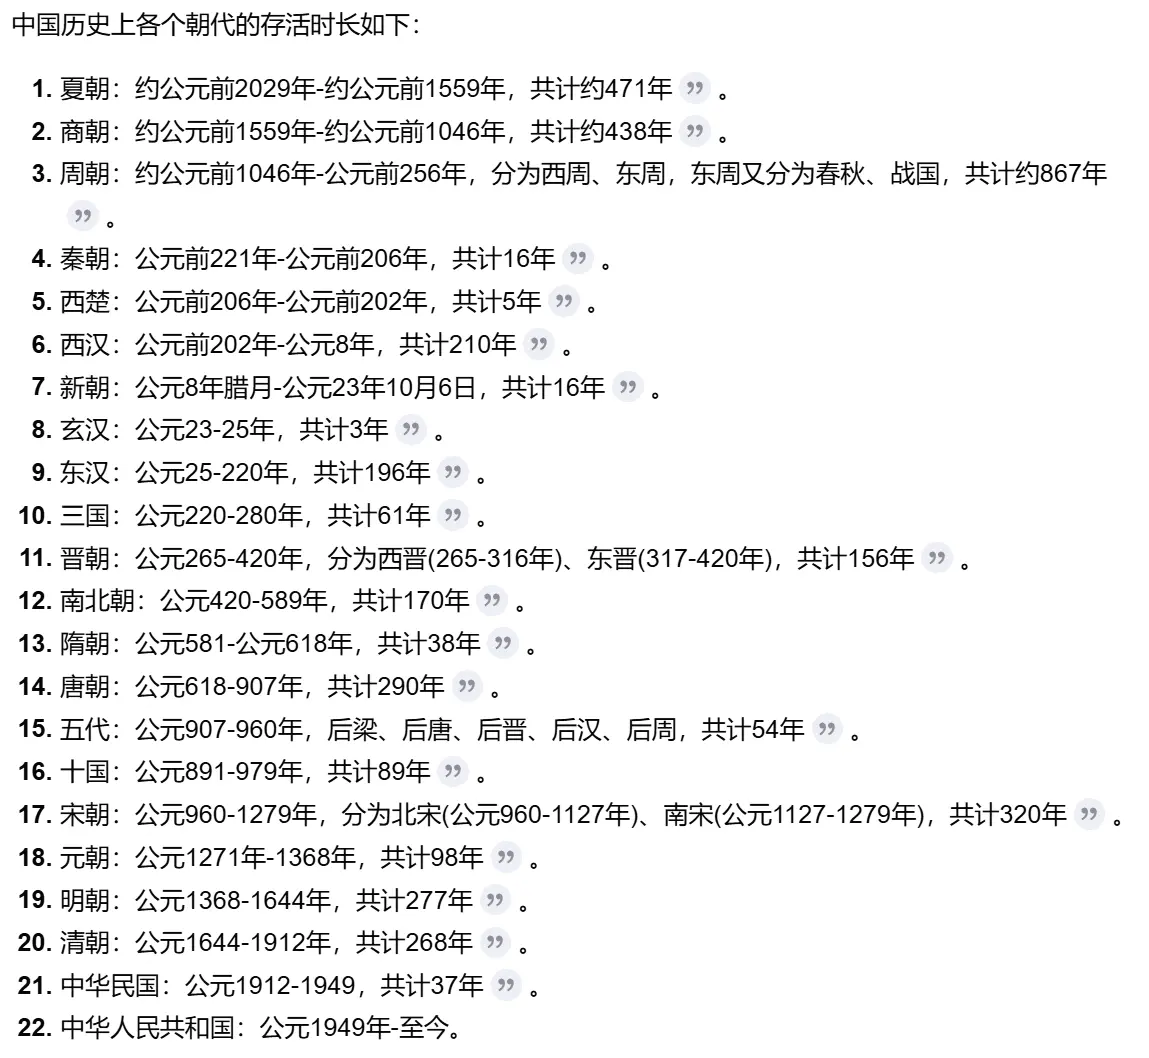 中国历史上各个朝代的存活时长如下：
1. 夏朝：约公元前2029年-约公元前1559年，共计约471年 ” 。
2. 商朝：约公元前1559年-约公元前1046年，共计约438年 ” 。
3. 周朝：约公元前1046年-公元前256年，分为西周、东周，东周又分为春秋、战国，共计约867年
” 。
4. 秦朝：公元前221年-公元前206年，共计16年 ” 。
5. 西楚：公元前206年-公元前202年，共计5年 ” 。
6. 西汉：公元前202年-公元8年，共计210年 ” 。
7. 新朝：公元8年腊月-公元23年10月6日，共计16年 ” 。
8. 玄汉：公元23-25年，共计3年 ” 。
9. 东汉：公元25-220年，共计196年 ” 。
10. 三国：公元220-280年，共计61年 ” 。
11. 晋朝：公元265-420年，分为西晋(265-316年)、东晋(317-420年)，共计156年 ” 。
12. 南北朝：公元420-589年，共计170年 ” 。
13. 隋朝：公元581-公元618年，共计38年 ” 。
14. 唐朝：公元618-907年，共计290年 ” 。
15. 五代：公元907-960年，后梁、后唐、后晋、后汉、后周，共计54年 ” 。
16. 十国：公元891-979年，共计89年 ” 。
17. 宋朝：公元960-1279年，分为北宋(公元960-1127年)、南宋(公元1127-1279年)，共计320年 ” 。
18. 元朝：公元1271年-1368年，共计98年 ” 。
19. 明朝：公元1368-1644年，共计277年 ” 。
20. 清朝：公元1644-1912年，共计268年 ” 。
21. 中华民国：公元1912-1949，共计37年 ” 。
22. 中华人民共和国：公元1949年-至今。